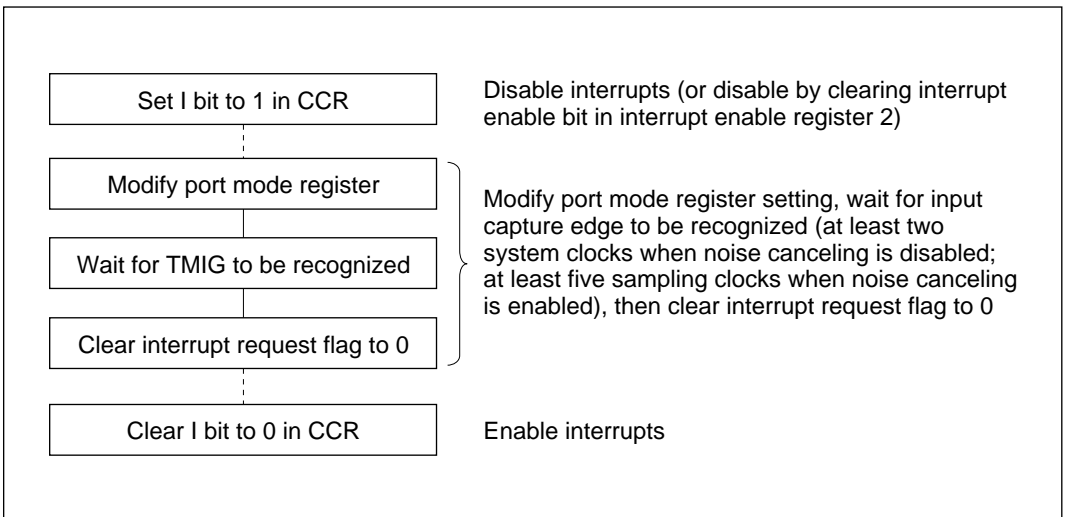 Set I bit to 1 in CCR
Disable interrupts (or disable by clearing interrupt
enable bit in interrupt enable register 2)
Modify port mode register
Modify port mode register setting, wait for input
capture edge to be recognized (at least two
system clocks when noise canceling is disabled;
at least five sampling clocks when noise canceling
is enabled), then clear interrupt request flag to 0
Wait for TMIG to be recognized
Clear interrupt request flag to 0
Clear I bit to 0 in CCR
Enable interrupts